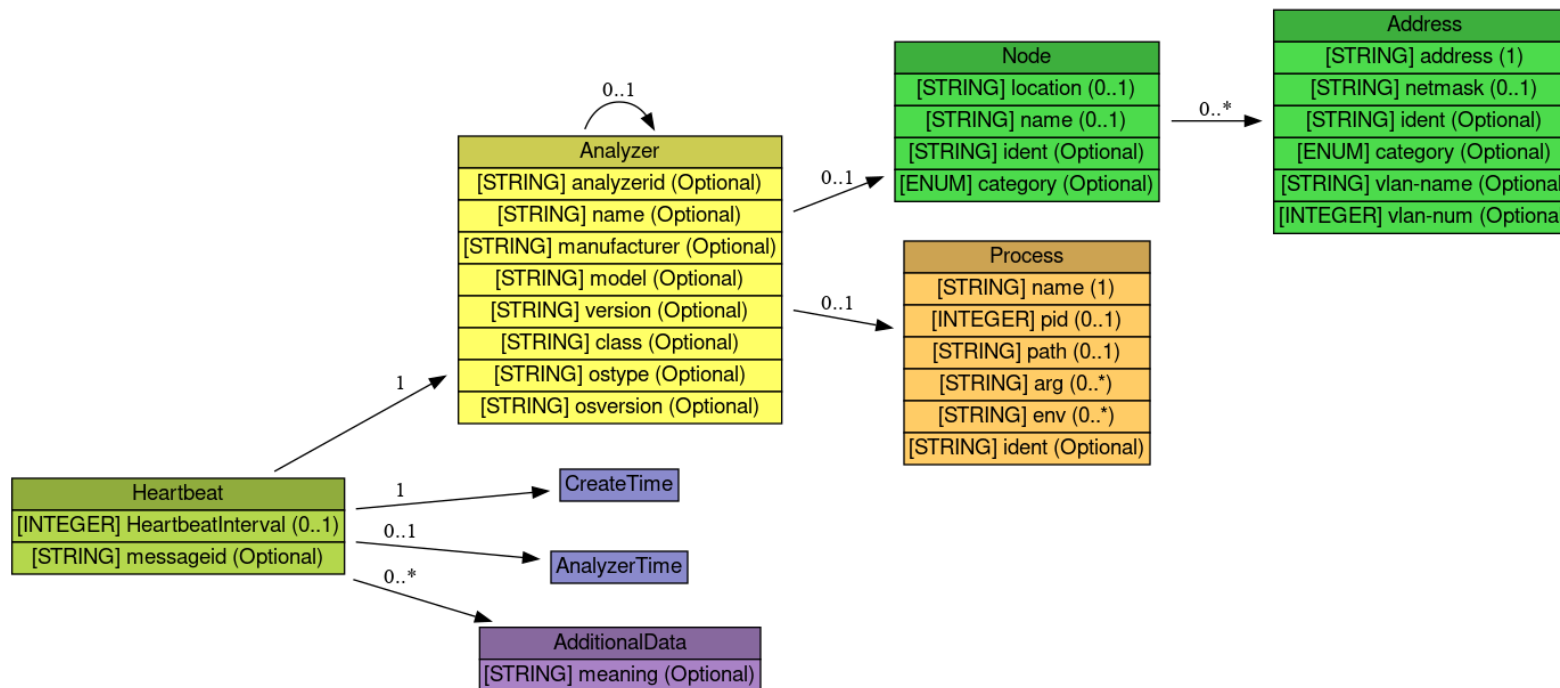 Address
[STRING] address (1)
[STRING] netmask (0..1)
[STRING] ident (Optional)
[ENUM] category (Optional)
[STRING] vlan-name (Optional
[INTEGER] vlan-num (Optional
0..*
Node
[STRING] location (0..1)
[STRING] name (0..1)
[STRING] ident (Optional)
[ENUM] category (Optional)
0..1
Analyzer
[STRING] analyzerid (Optional)
[STRING] name (Optional)
[STRING] manufacturer (Optional)
[STRING] model (Optional)
[STRING] version (Optional)
[STRING] class (Optional)
[STRING] ostype (Optional)
[STRING] osversion (Optional)
0..1
0..1
Process
[STRING] name (1)
[INTEGER] pid (0..1)
[STRING] path (0..1)
[STRING] arg (0..*)
[STRING] env (0..*)
[STRING] ident (Optional)
1
Heartbeat
[INTEGER] HeartbeatInterval (0..1)
[STRING] messageid (Optional)
1
CreateTime
0..1
AnalyzerTime
0..*
AdditionalData
[STRING] meaning (Optional)